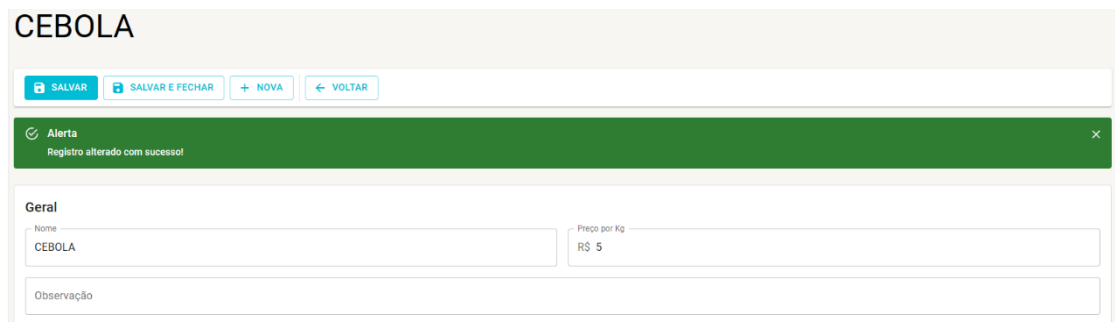 CEBOLA
SALVAR SALVAR E FECHAR + NOVA ← VOLTAR
Alerta ×
Registro alterado com sucesso!
Geral
Nome Preço por Kg
CEBOLA R$ 5
Observação